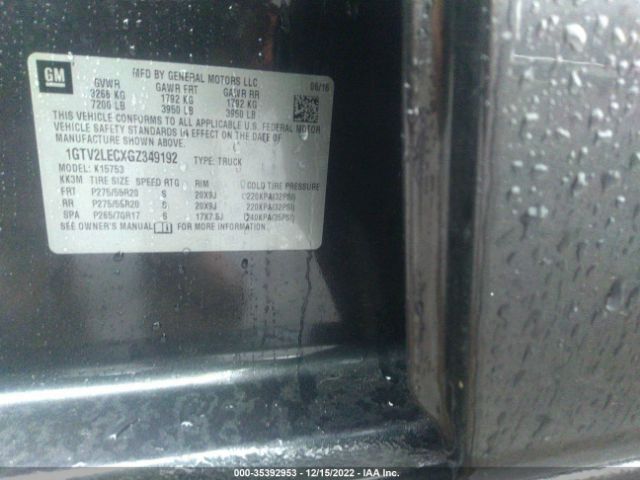 GM
MFD BY GENERAL MOTORS LLC 06/16
GVWR GAWR FRT GAWR RR
3266 KG 1792 KG 1792 KG
7200 LB 3950 LB 3950 LB
THIS VEHICLE CONFORMS TO ALL APPLICABLE U.S. FEDERAL MOTOR
VEHICLE SAFETY STANDARDS IN EFFECT ON THE DATE OF
MANUFACTURE SHOWN ABOVE.
1GTV2LECXGZ349192 TYPE: TRUCK
MODEL: K15753
KK3M TIRE SIZE SPEED RTG RIM COLD TIRE PRESSURE
FRT P275/55R20 S 20X9J 220KPA(32PSI)
RR P275/55R20 S 20X9J 220KPA(32PSI)
SPA P265/70R17 S 17X7.5J 240KPA(35PSI)
SEE OWNER'S MANUAL FOR MORE INFORMATION.
000-35392953 - 12/15/2022 - IAA Inc.